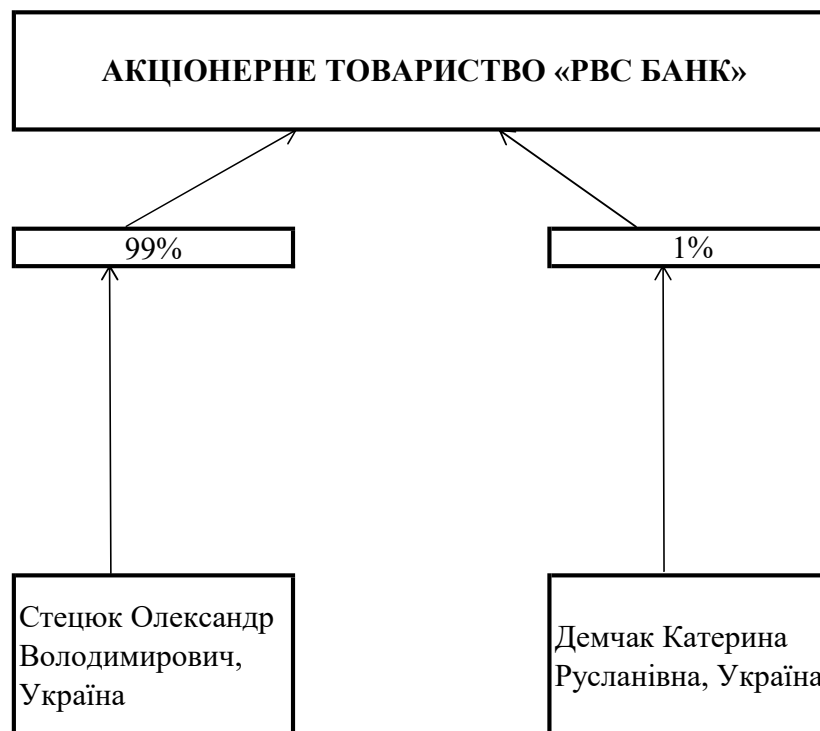 АКЦІОНЕРНЕ ТОВАРИСТВО «РВС БАНК»
99%
1%
Стецюк Олександр
Володимирович,
Україна
Демчак Катерина
Русланівна, Україна